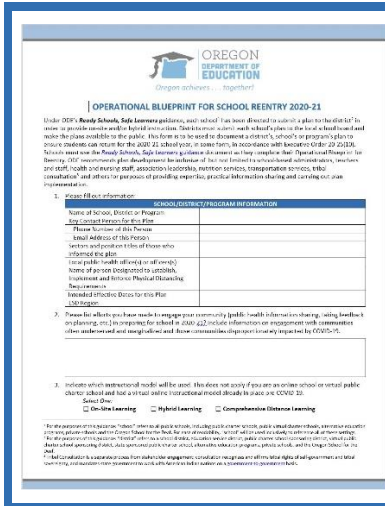 OREGON
DEPARTMENT OF
EDUCATION
Oregon achieves . . . together!
OPERATIONAL BLUEPRINT FOR SCHOOL REENTRY 2020-21
Under ODE's Ready Schools, Safe Learners guidance, each school¹ has been directed to submit a plan to the district² in
order to provide on-site and/or hybrid instruction. Districts must submit each school's plan to the local school board and
make the plans available to the public. This form is to be used to document a district's, school's or program's plan to
ensure students can return for the 2020-21 school year, in some form, in accordance with Executive Order 20-25(10).
Schools must use the Ready Schools, Safe Learners guidance document as they complete their Operational Blueprint for
Reentry. ODE recommends plan development be inclusive of, but not limited to school-based administrators, teachers
and staff, health and nursing staff, association leadership, nutrition services, transportation services, tribal
consultation³ and others for purposes of providing expertise, practical information sharing and carrying out plan
implementation.
1. Please fill out information:
SCHOOL/DISTRICT/PROGRAM INFORMATION
Name of School, District or Program
Key Contact Person for this Plan
Phone Number of this Person
Email Address of this Person
Sectors and position titles of those who
informed the plan
Local public health office(s) or officers(s)
Name of person Designated to Establish,
Implement and Enforce Physical Distancing
Requirements
Intended Effective Dates for this Plan
ESD Region
2. Please list efforts you have made to engage your community (public health information sharing, taking feedback
on planning, etc.) in preparing for school in 2020-21? Include information on engagement with communities
often underserved and marginalized and those communities disproportionately impacted by COVID-19.
3. Indicate which instructional model will be used. This does not apply if you are an online school or virtual public
charter school and had a virtual online instructional model already in place pre-COVID-19.
Select One:
☐ On-Site Learning ☐ Hybrid Learning ☐ Comprehensive Distance Learning